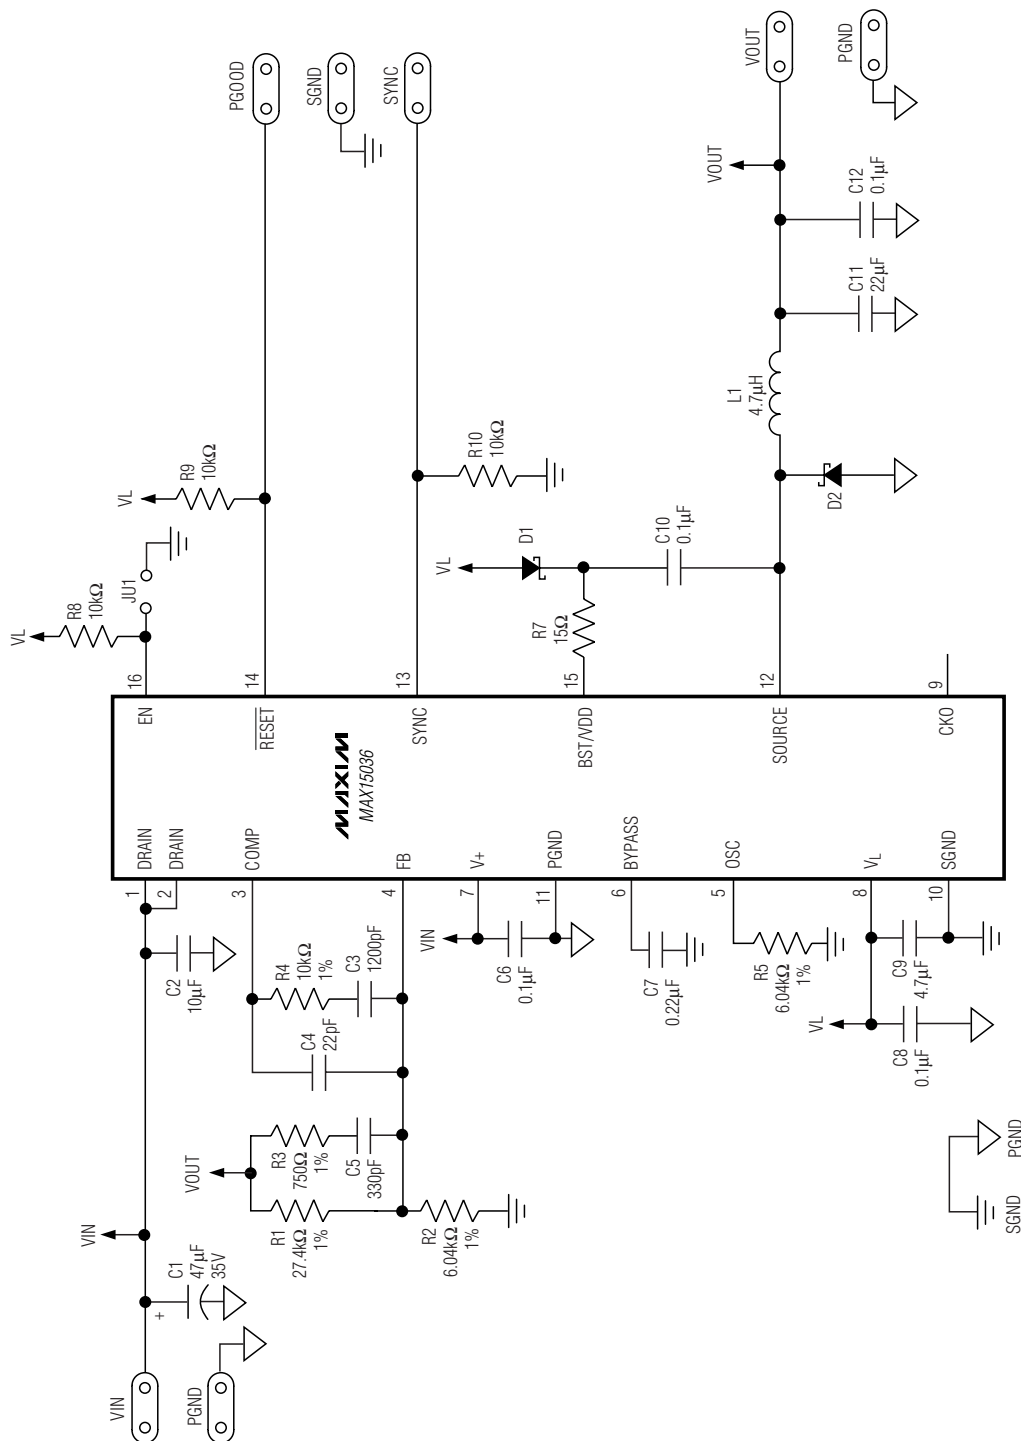 VIN
PGND
VIN
+
C1
47µF
35V
C2
10µF
VOUT
R1
27.4kΩ
1%
R3
750Ω
1%
C5
330pF
R2
6.04kΩ
1%
C4
22pF
R4
10kΩ
1%
C3
1200pF
VIN
C6
0.1µF
C7
0.22µF
R5
6.04kΩ
1%
VL
C8
0.1µF
C9
4.7µF
SGND
PGND
1
2
3
4
7
11
6
5
8
10
DRAIN
DRAIN
COMP
FB
V+
PGND
BYPASS
OSC
VL
SGND
MAXIM
MAX15036
EN
RESET
SYNC
BST/VDD
SOURCE
CKO
16
14
13
15
12
9
VL
R8
10kΩ
JU1
VL
R9
10kΩ
PGOOD
SGND
SYNC
R10
10kΩ
VL
D1
R7
15Ω
C10
0.1µF
D2
L1
4.7µH
C11
22µF
C12
0.1µF
VOUT
VOUT
PGND